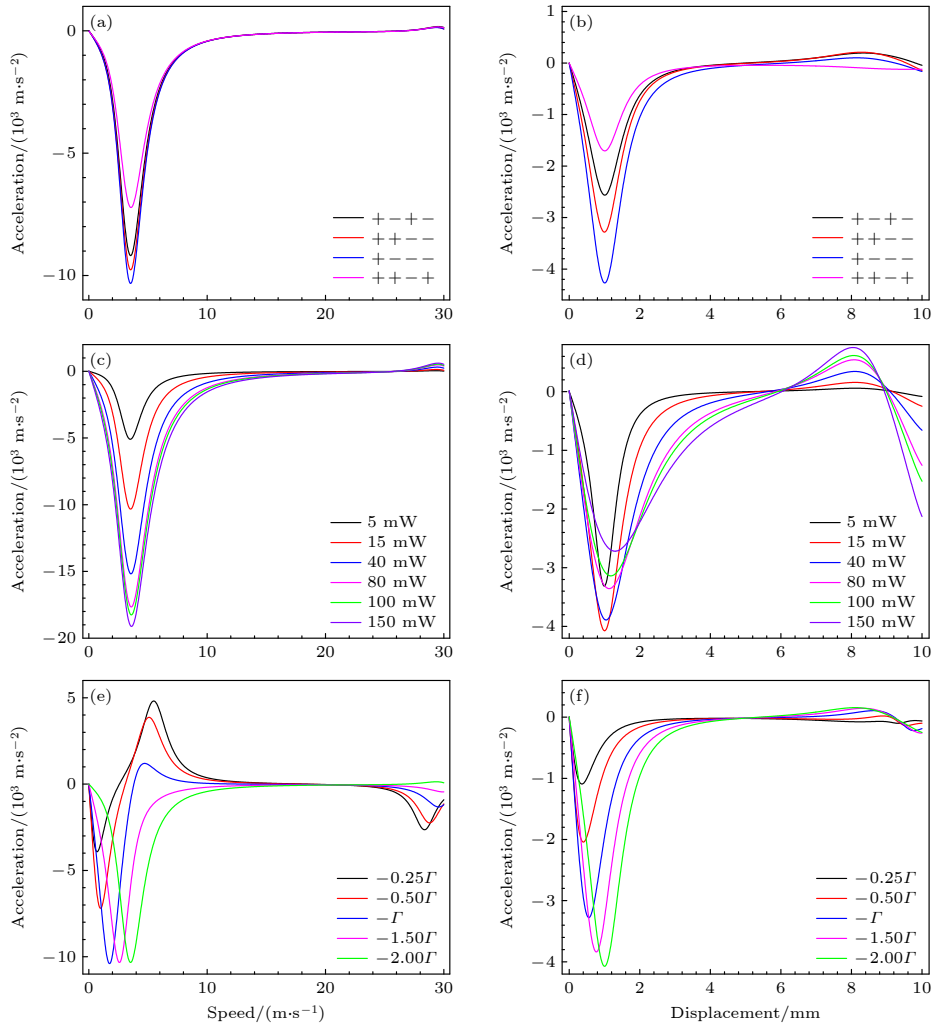 (a)
Acceleration/(10³ m·s⁻²)
0
−5
−10
0
10
20
30
+−+−
++−−
+−−−
++−+
(b)
Acceleration/(10³ m·s⁻²)
1
0
−1
−2
−3
−4
0
2
4
6
8
10
+−+−
++−−
+−−−
++−+
(c)
Acceleration/(10³ m·s⁻²)
0
−5
−10
−15
−20
0
10
20
30
5 mW
15 mW
40 mW
80 mW
100 mW
150 mW
(d)
Acceleration/(10³ m·s⁻²)
0
−1
−2
−3
−4
0
2
4
6
8
10
5 mW
15 mW
40 mW
80 mW
100 mW
150 mW
(e)
Acceleration/(10³ m·s⁻²)
5
0
−5
−10
0
10
20
30
Speed/(m·s⁻¹)
−0.25Γ
−0.50Γ
−Γ
−1.50Γ
−2.00Γ
(f)
Acceleration/(10³ m·s⁻²)
0
−1
−2
−3
−4
0
2
4
6
8
10
Displacement/mm
−0.25Γ
−0.50Γ
−Γ
−1.50Γ
−2.00Γ